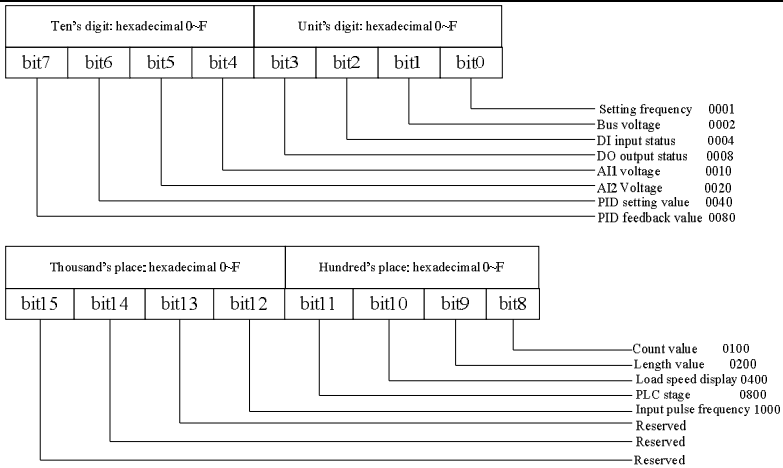 Ten's digit: hexadecimal 0~F Unit's digit: hexadecimal 0~F
bit7 bit6 bit5 bit4 bit3 bit2 bit1 bit0
Setting frequency 0001
Bus voltage 0002
DI input status 0004
DO output status 0008
AI1 voltage 0010
AI2 Voltage 0020
PID setting value 0040
PID feedback value 0080
Thousand's place: hexadecimal 0~F Hundred's place: hexadecimal 0~F
bit15 bit14 bit13 bit12 bit11 bit10 bit9 bit8
Count value 0100
Length value 0200
Load speed display 0400
PLC stage 0800
Input pulse frequency 1000
Reserved
Reserved
Reserved